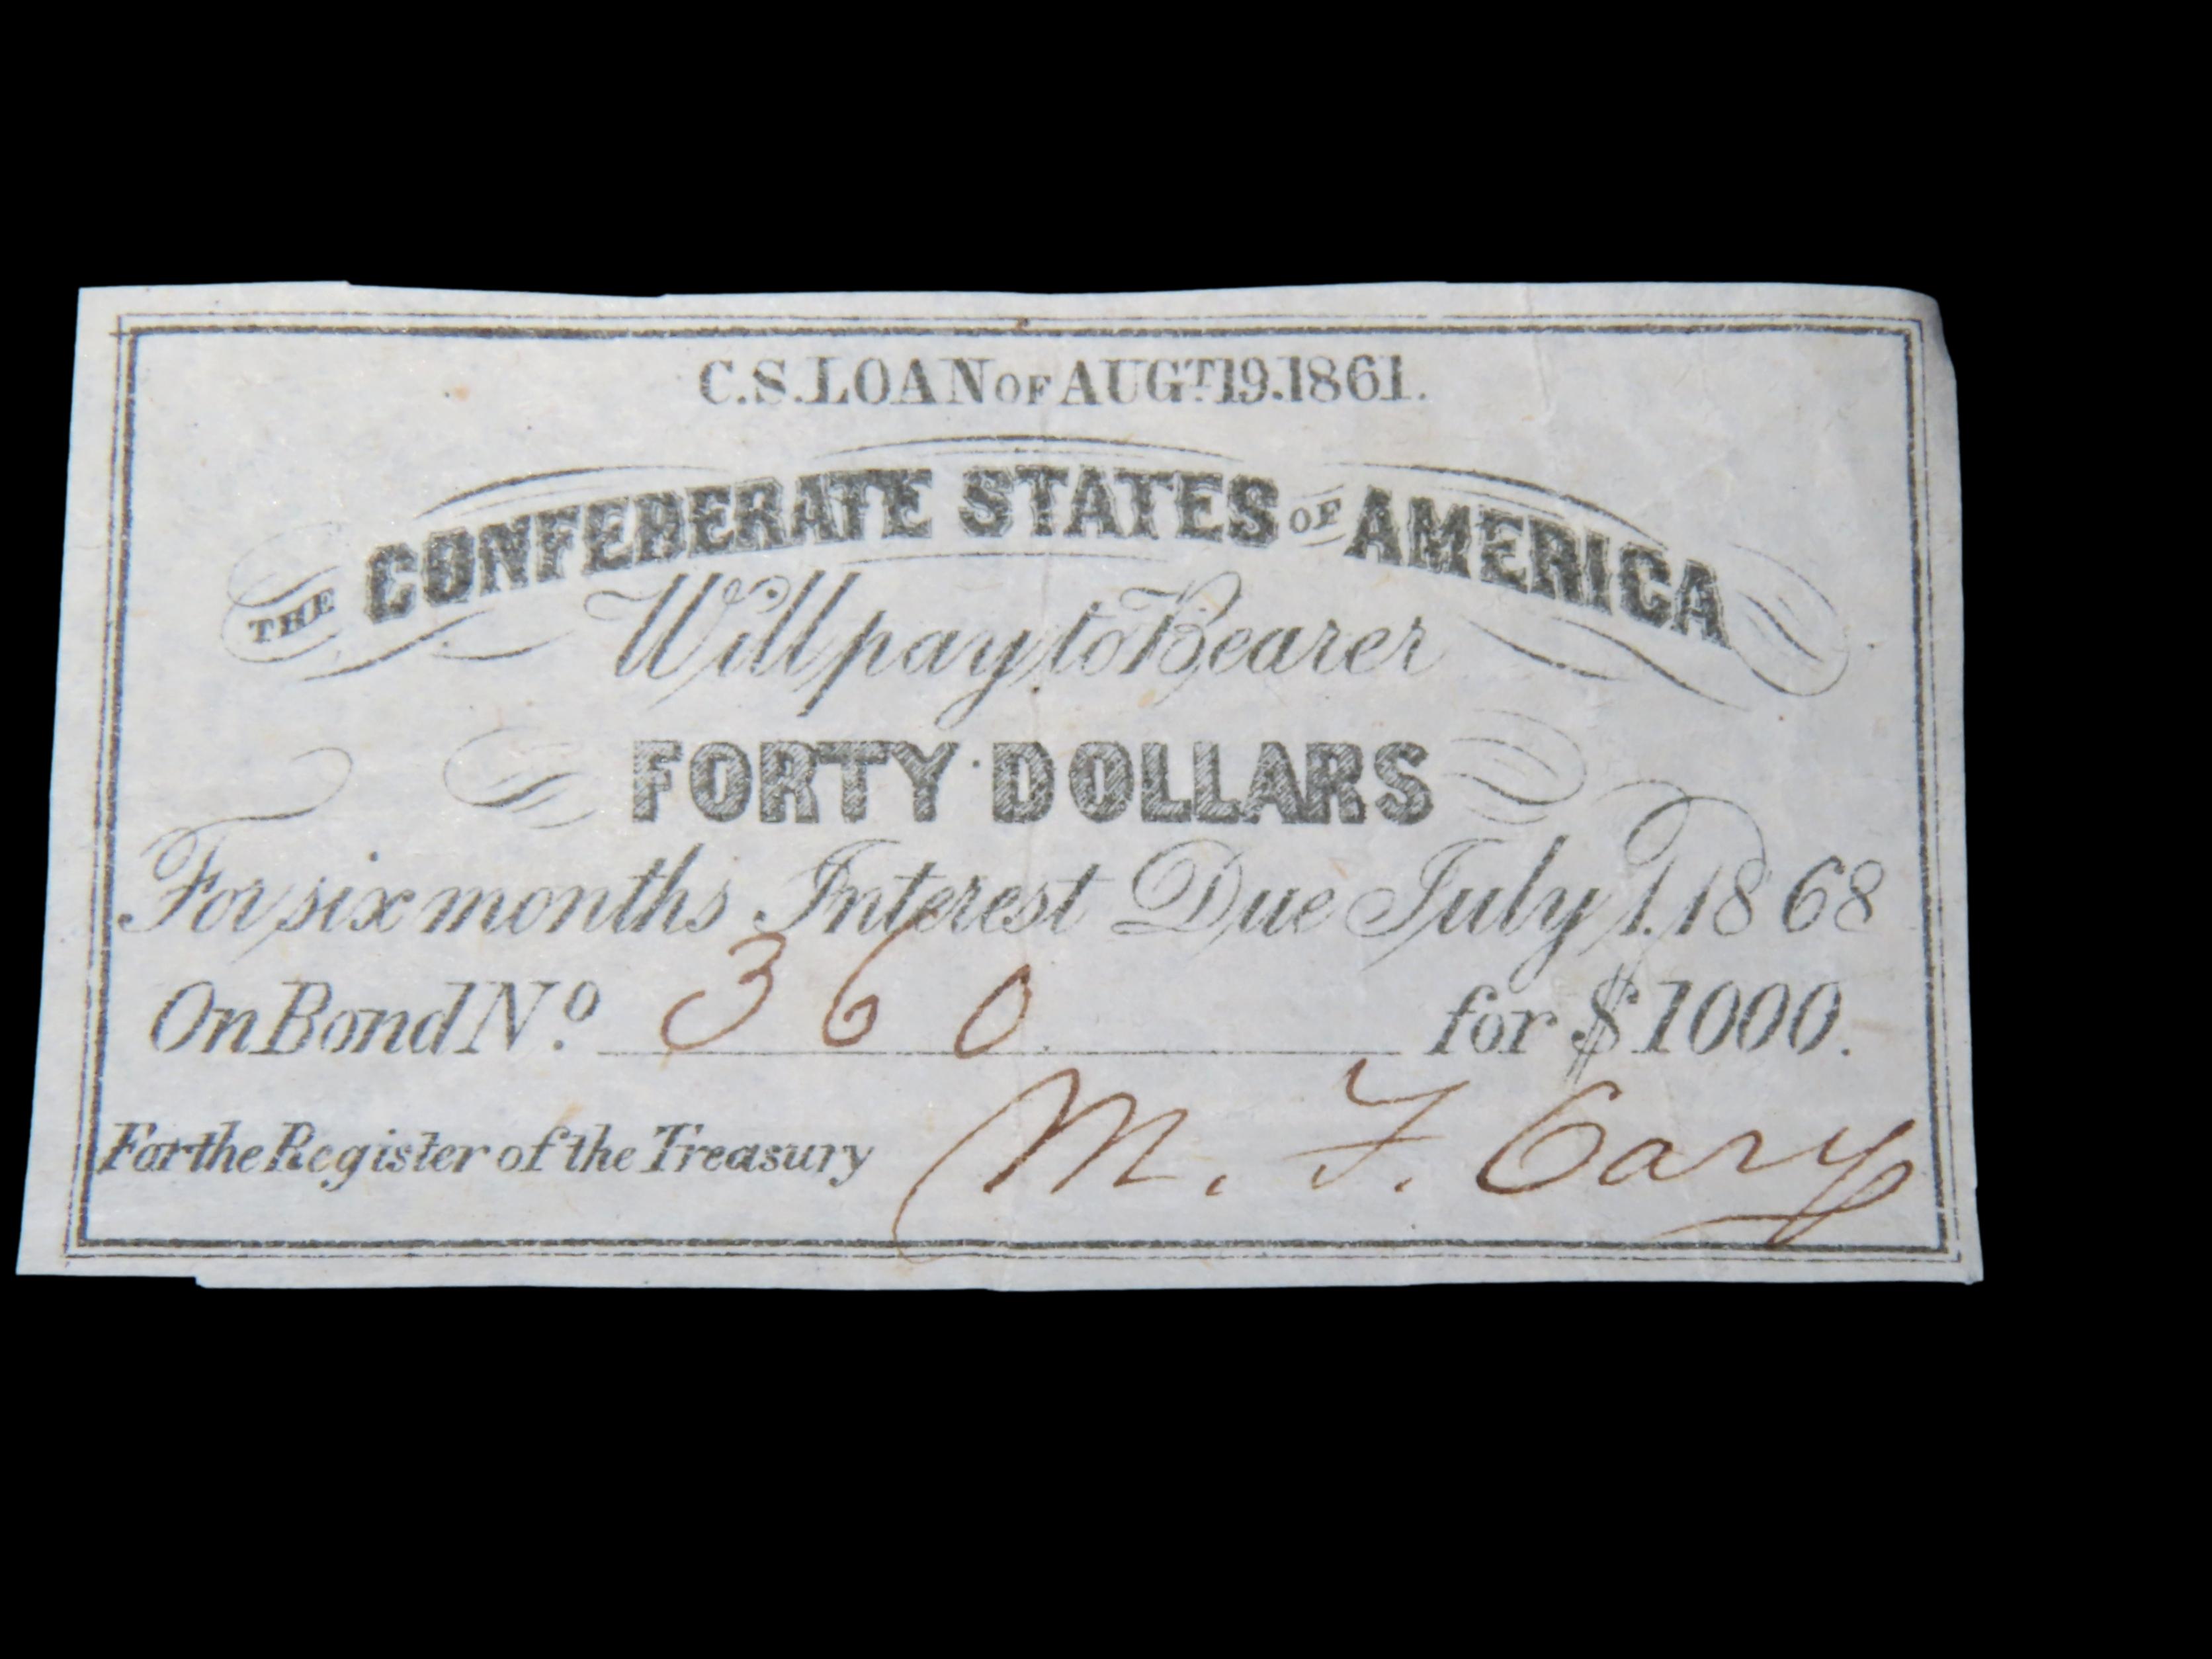 C.S.LOAN OF AUGT.19.1861.
THE CONFEDERATE STATES OF AMERICA
Will pay to Bearer
FORTY DOLLARS
For six months Interest Due July 1, 1868
On Bond No. 360 for $1000.
For the Register of the Treasury M. F. Cary